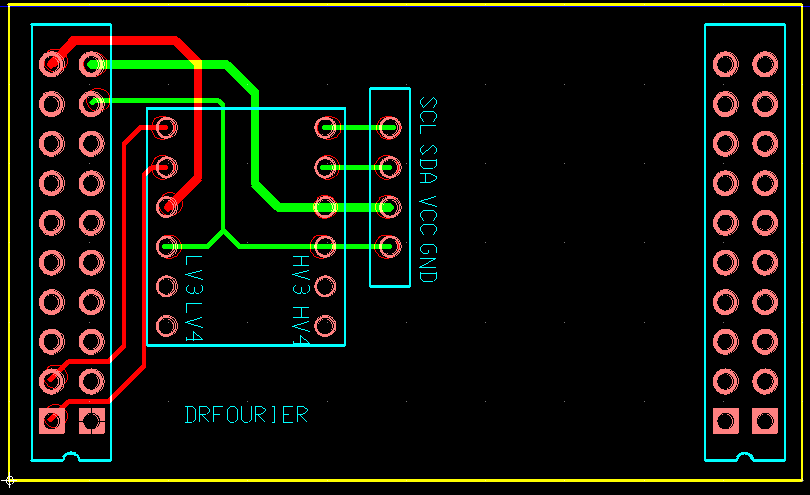 SCL SDA VCC GND
LV3 LV4
HV3 HV4
DRFOURIER